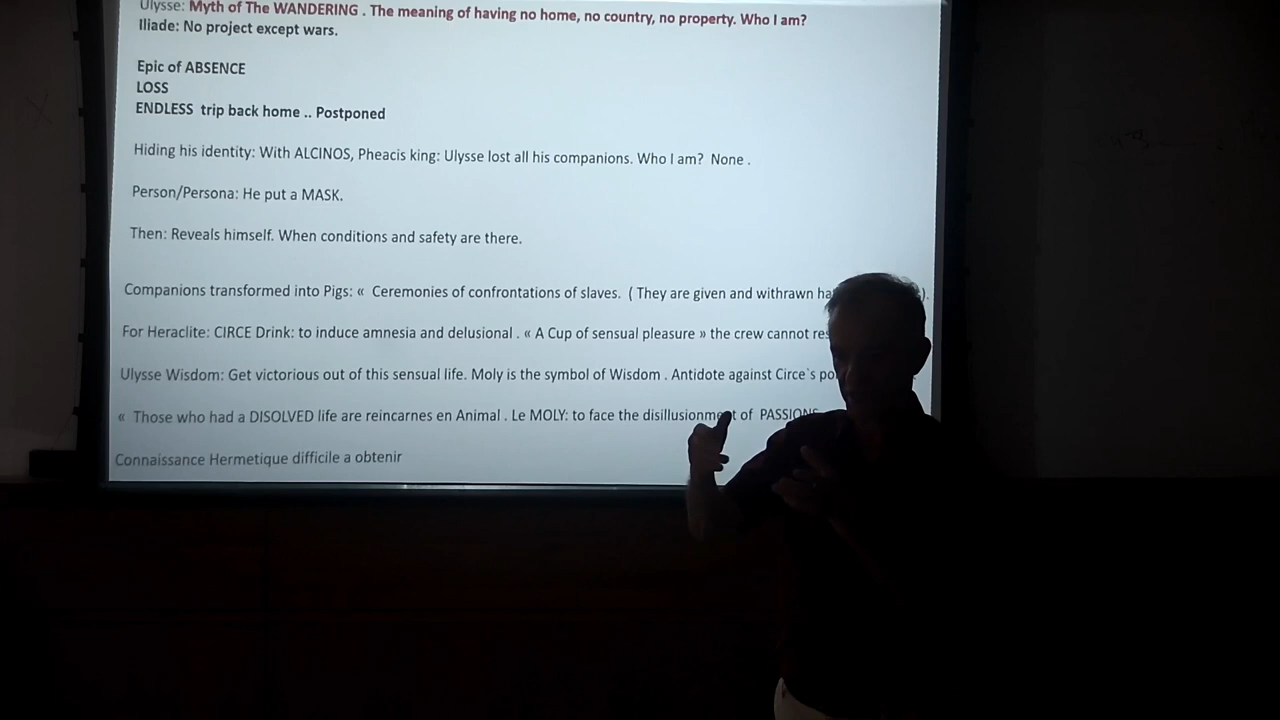 Ulysse: Myth of The WANDERING . The meaning of having no home, no country, no property. Who I am?
Iliade: No project except wars.
Epic of ABSENCE
LOSS
ENDLESS trip back home .. Postponed
Hiding his identity: With ALCINOS, Pheacis king: Ulysse lost all his companions. Who I am? None .
Person/Persona: He put a MASK.
Then: Reveals himself. When conditions and safety are there.
Companions transformed into Pigs: « Ceremonies of confrontations of slaves. ( They are given and withrawn
For Heraclite: CIRCE Drink: to induce amnesia and delusional . « A Cup of sensual pleasure » the crew cannot
Ulysse Wisdom: Get victorious out of this sensual life. Moly is the symbol of Wisdom . Antidote against Circe`s
« Those who had a DISOLVED life are reincarnes en Animal . Le MOLY: to face the disillusionment of PASSIONS
Connaissance Hermetique difficile a obtenir